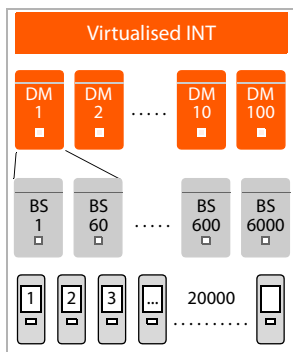 Virtualised INT
DM 1 DM 2 ..... DM 10 DM 100
BS 1 BS 60 ..... BS 600 BS 6000
1 2 3 ... 20000 ..........